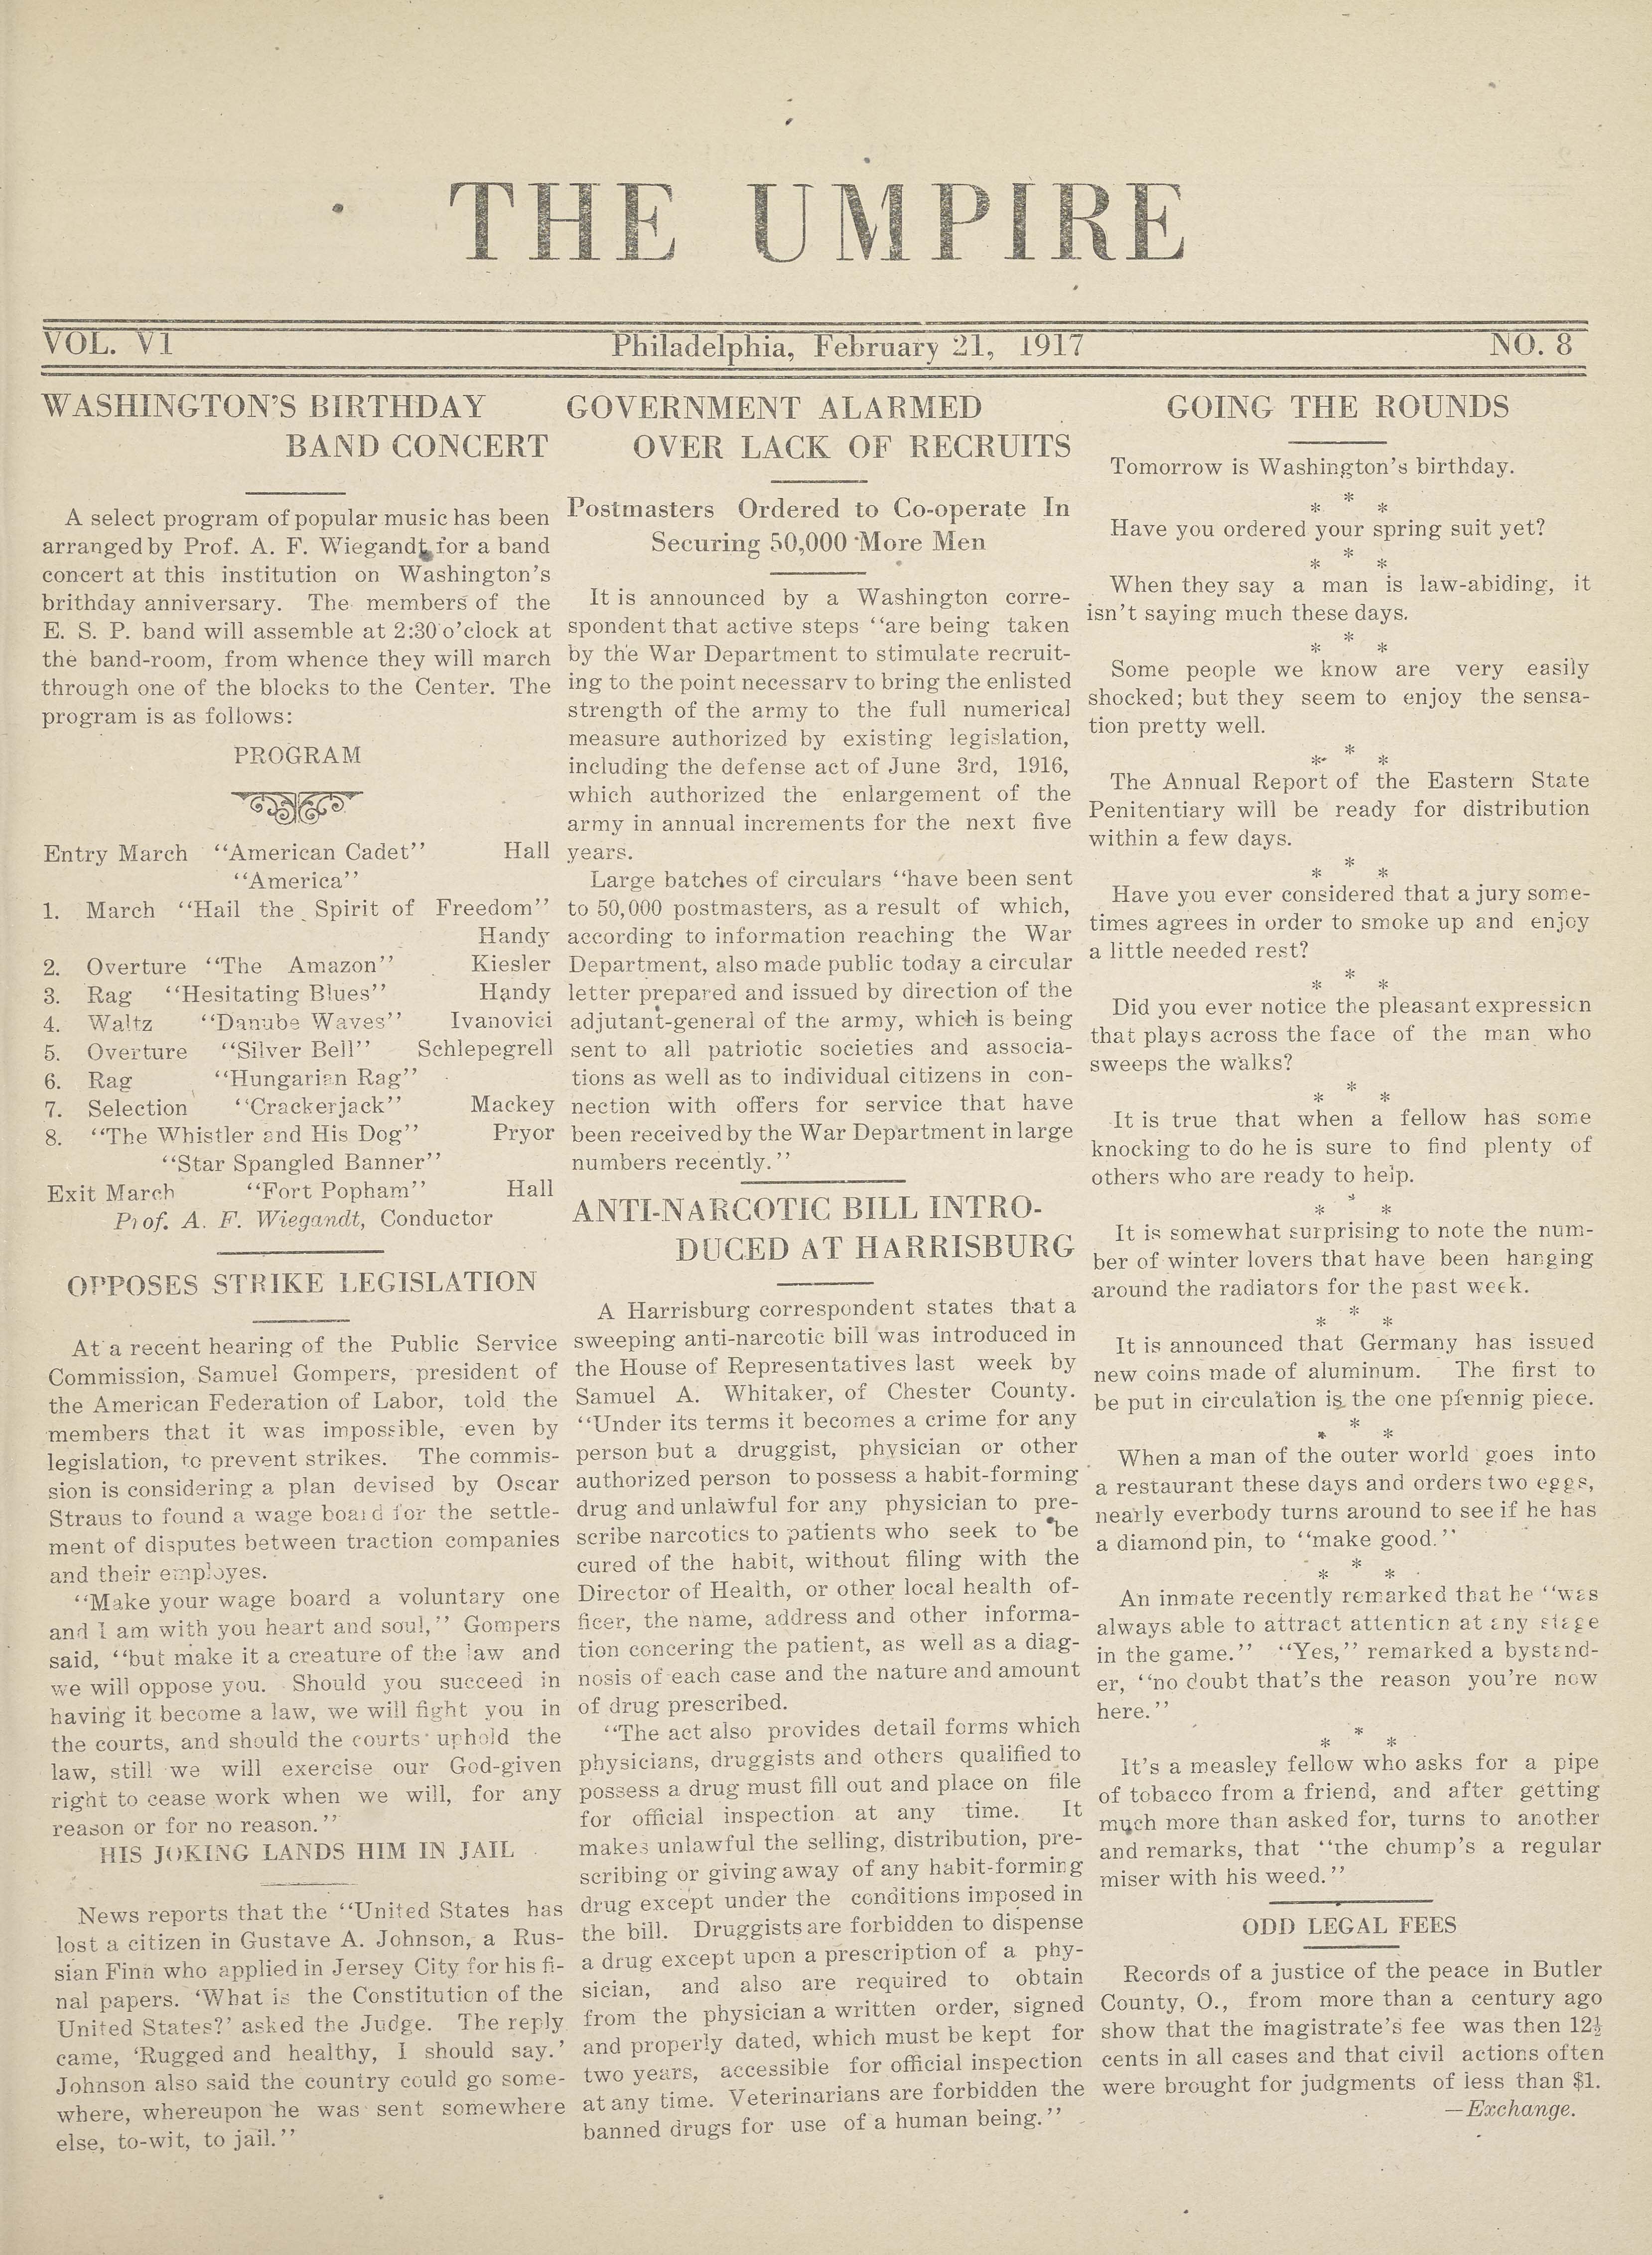 THE UMPIRE
VOL. VI Philadelphia, February 21, 1917 NO. 8
WASHINGTON'S BIRTHDAY
BAND CONCERT
A select program of popular music has been
arranged by Prof. A. F. Wiegandt for a band
concert at this institution on Washington's
brithday anniversary. The members of the
E. S. P. band will assemble at 2:30 o'clock at
the band-room, from whence they will march
through one of the blocks to the Center. The
program is as follows:
PROGRAM
Entry March "American Cadet" Hall
"America"
1. March "Hail the Spirit of Freedom"
Handy
2. Overture "The Amazon" Kiesler
3. Rag "Hesitating Blues" Handy
4. Waltz "Danube Waves" Ivanovici
5. Overture "Silver Bell" Schlepegrell
6. Rag "Hungarian Rag"
7. Selection "Crackerjack" Mackey
8. "The Whistler and His Dog" Pryor
"Star Spangled Banner"
Exit March "Fort Popham" Hall
Prof. A. F. Wiegandt, Conductor
OPPOSES STRIKE LEGISLATION
At a recent hearing of the Public Service
Commission, Samuel Gompers, president of
the American Federation of Labor, told the
members that it was impossible, even by
legislation, to prevent strikes. The commis-
sion is considering a plan devised by Oscar
Straus to found a wage board for the settle-
ment of disputes between traction companies
and their employes.
"Make your wage board a voluntary one
and I am with you heart and soul," Gompers
said, "but make it a creature of the law and
we will oppose you. Should you succeed in
having it become a law, we will fight you in
the courts, and should the courts uphold the
law, still we will exercise our God-given
right to cease work when we will, for any
reason or for no reason."
HIS JOKING LANDS HIM IN JAIL
News reports that the "United States has
lost a citizen in Gustave A. Johnson, a Rus-
sian Finn who applied in Jersey City for his fi-
nal papers. 'What is the Constitution of the
United States?' asked the Judge. The reply
came, 'Rugged and healthy, I should say.'
Johnson also said the country could go some-
where, whereupon he was sent somewhere
else, to-wit, to jail."
GOVERNMENT ALARMED
OVER LACK OF RECRUITS
Postmasters Ordered to Co-operate In
Securing 50,000 More Men
It is announced by a Washington corre-
spondent that active steps "are being taken
by the War Department to stimulate recruit-
ing to the point necessary to bring the enlisted
strength of the army to the full numerical
measure authorized by existing legislation,
including the defense act of June 3rd, 1916,
which authorized the enlargement of the
army in annual increments for the next five
years.
Large batches of circulars "have been sent
to 50,000 postmasters, as a result of which,
according to information reaching the War
Department, also made public today a circular
letter prepared and issued by direction of the
adjutant-general of the army, which is being
sent to all patriotic societies and associa-
tions as well as to individual citizens in con-
nection with offers for service that have
been received by the War Department in large
numbers recently."
ANTI-NARCOTIC BILL INTRO-
DUCED AT HARRISBURG
A Harrisburg correspondent states that a
sweeping anti-narcotic bill was introduced in
the House of Representatives last week by
Samuel A. Whitaker, of Chester County.
"Under its terms it becomes a crime for any
person but a druggist, physician or other
authorized person to possess a habit-forming
drug and unlawful for any physician to pre-
scribe narcotics to patients who seek to be
cured of the habit, without filing with the
Director of Health, or other local health of-
ficer, the name, address and other informa-
tion concering the patient, as well as a diag-
nosis of each case and the nature and amount
of drug prescribed.
"The act also provides detail forms which
physicians, druggists and others qualified to
possess a drug must fill out and place on file
for official inspection at any time. It
makes unlawful the selling, distribution, pre-
scribing or giving away of any habit-forming
drug except under the conditions imposed in
the bill. Druggists are forbidden to dispense
a drug except upon a prescription of a phy-
sician, and also are required to obtain
from the physician a written order, signed
and properly dated, which must be kept for
two years, accessible for official inspection
at any time. Veterinarians are forbidden the
banned drugs for use of a human being."
GOING THE ROUNDS
Tomorrow is Washington's birthday.
* * *
Have you ordered your spring suit yet?
* * *
When they say a man is law-abiding, it
isn't saying much these days.
* * *
Some people we know are very easily
shocked; but they seem to enjoy the sensa-
tion pretty well.
* * *
The Annual Report of the Eastern State
Penitentiary will be ready for distribution
within a few days.
* * *
Have you ever considered that a jury some-
times agrees in order to smoke up and enjoy
a little needed rest?
* * *
Did you ever notice the pleasant expression
that plays across the face of the man who
sweeps the walks?
* * *
It is true that when a fellow has some
knocking to do he is sure to find plenty of
others who are ready to help.
* * *
It is somewhat surprising to note the num-
ber of winter lovers that have been hanging
around the radiators for the past week.
* * *
It is announced that Germany has issued
new coins made of aluminum. The first to
be put in circulation is the one pfennig piece.
* * *
When a man of the outer world goes into
a restaurant these days and orders two eggs,
nearly everbody turns around to see if he has
a diamond pin, to "make good."
* * *
An inmate recently remarked that he "was
always able to attract attention at any stage
in the game." "Yes," remarked a bystand-
er, "no doubt that's the reason you're now
here."
* * *
It's a measley fellow who asks for a pipe
of tobacco from a friend, and after getting
much more than asked for, turns to another
and remarks, that "the chump's a regular
miser with his weed."
ODD LEGAL FEES
Records of a justice of the peace in Butler
County, O., from more than a century ago
show that the magistrate's fee was then 12½
cents in all cases and that civil actions often
were brought for judgments of less than $1.
—Exchange.